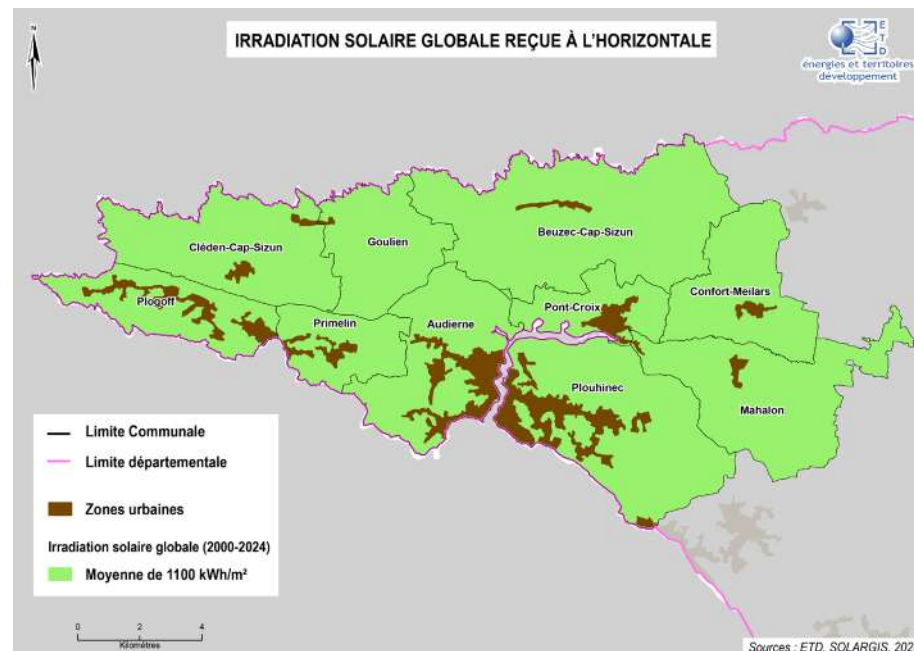 N
IRRADIATION SOLAIRE GLOBALE REÇUE À L'HORIZONTALE
E
T
D
énergies et territoires
développement
Cléden-Cap-Sizun
Goulien
Beuzec-Cap-Sizun
Confort-Meilars
Plogoff
Primelin
Audierne
Pont-Croix
Plouhinec
Mahalon
Limite Communale
Limite départementale
Zones urbaines
Irradiation solaire globale (2000-2024)
Moyenne de 1100 kWh/m²
0 2 4
Kilomètres
Sources : ETD, SOLARGIS, 202